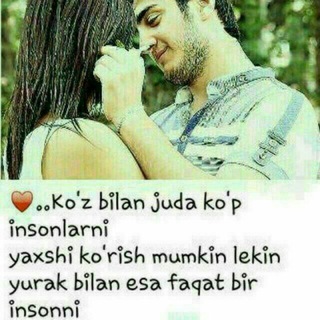 ❤..Ko'z bilan juda ko'p
insonlarni
yaxshi ko'rish mumkin lekin
yurak bilan esa faqat bir
insonni